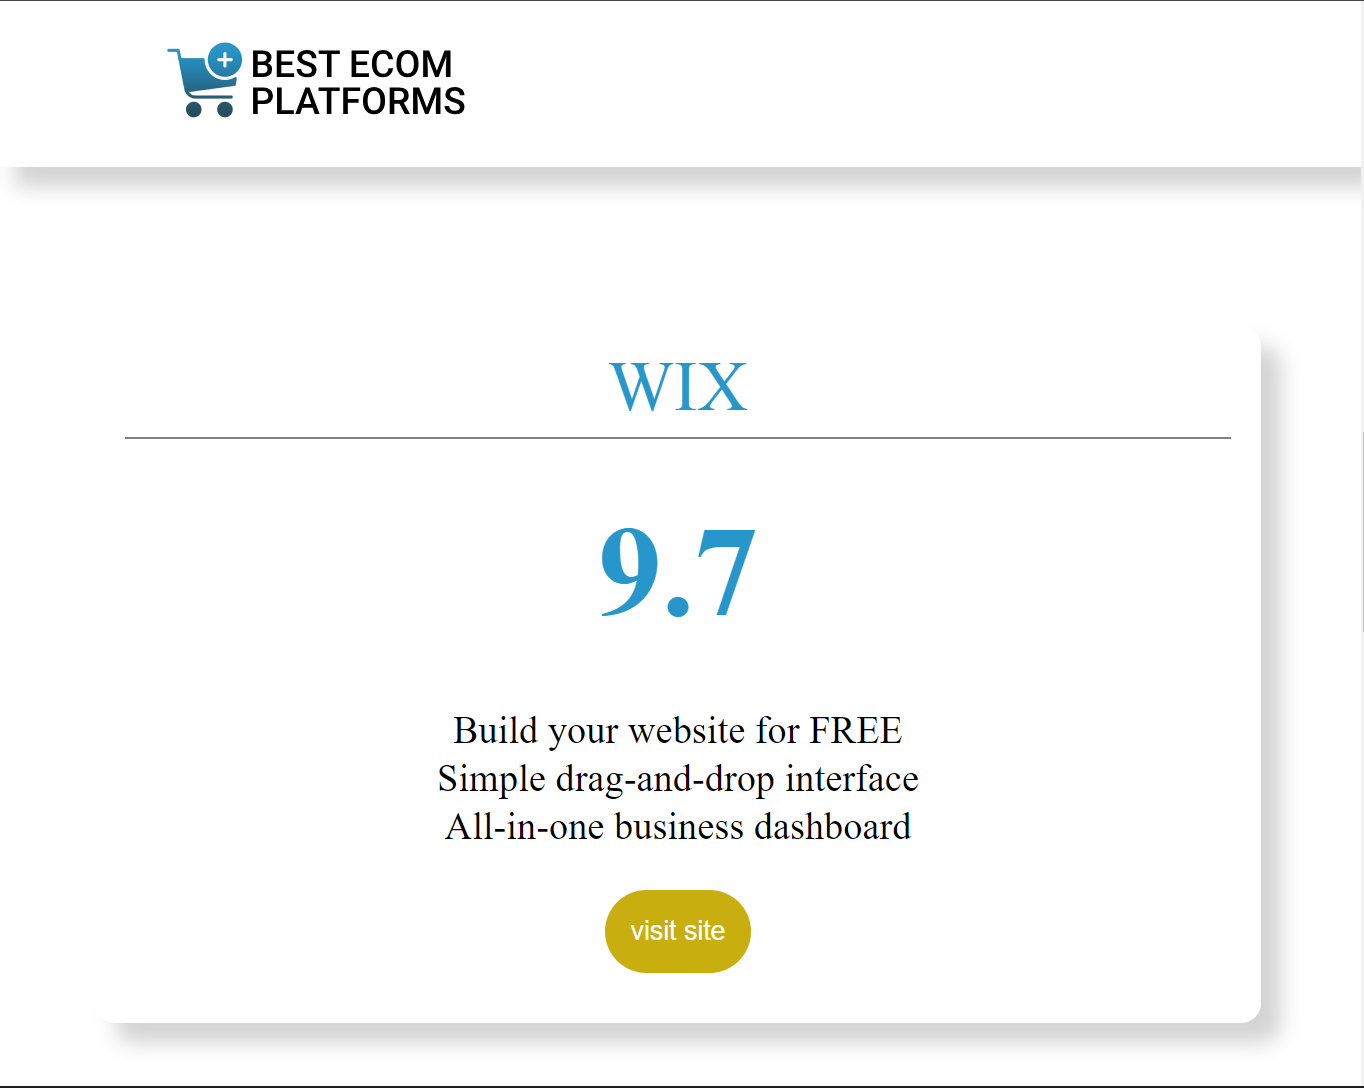 BEST ECOM
PLATFORMS
WIX
9.7
Build your website for FREE
Simple drag-and-drop interface
All-in-one business dashboard
visit site